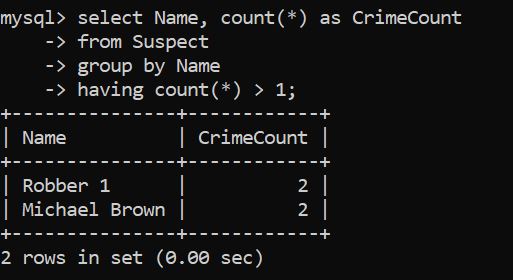 mysql> select Name, count(*) as CrimeCount
    -> from Suspect
    -> group by Name
    -> having count(*) > 1;
+---------------+------------+
| Name          | CrimeCount |
+---------------+------------+
| Robber 1      |          2 |
| Michael Brown |          2 |
+---------------+------------+
2 rows in set (0.00 sec)